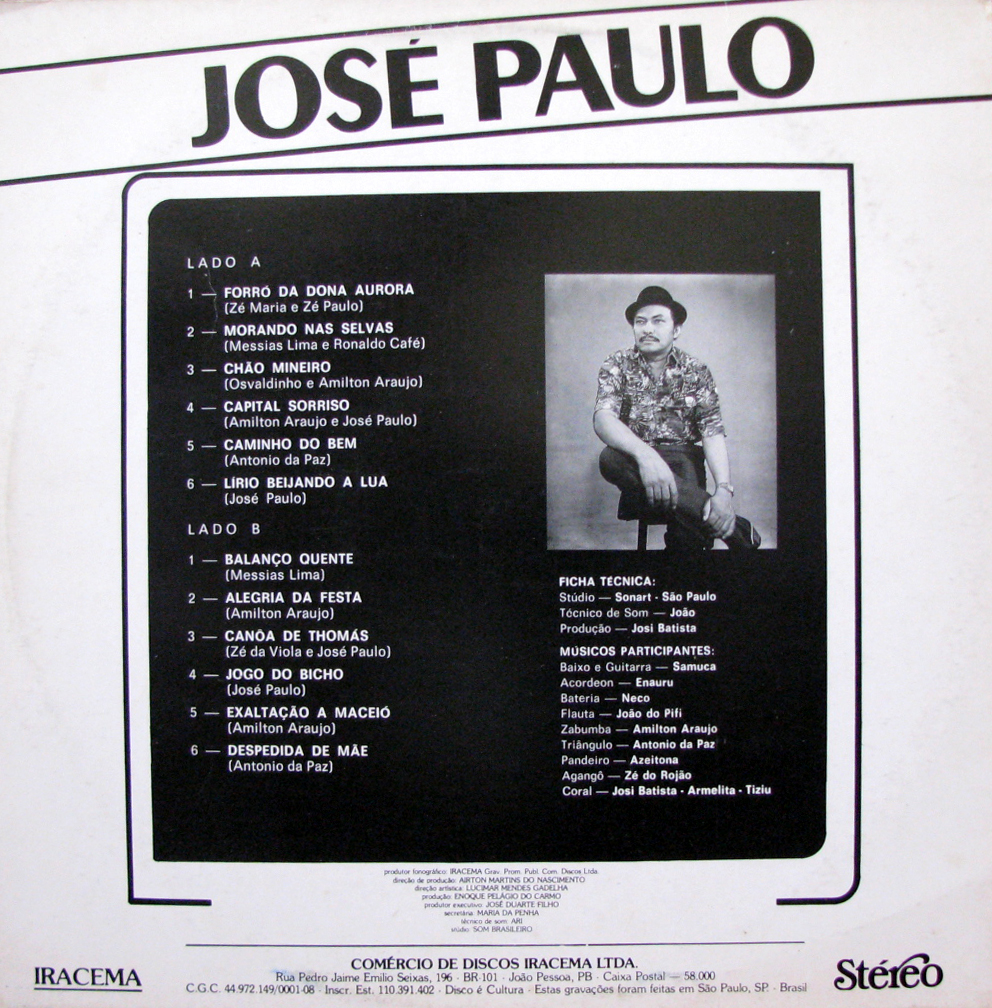 JOSÉ PAULO
LADO A
1 — FORRÓ DA DONA AURORA
(Zé Maria e Zé Paulo)
2 — MORANDO NAS SELVAS
(Messias Lima e Ronaldo Café)
3 — CHÃO MINEIRO
(Osvaldinho e Amilton Araujo)
4 — CAPITAL SORRISO
(Amilton Araujo e José Paulo)
5 — CAMINHO DO BEM
(Antonio da Paz)
6 — LÍRIO BEIJANDO A LUA
(José Paulo)
LADO B
1 — BALANÇO QUENTE
(Messias Lima)
2 — ALEGRIA DA FESTA
(Amilton Araujo)
3 — CANÔA DE THOMÁS
(Zé da Viola e José Paulo)
4 — JOGO DO BICHO
(José Paulo)
5 — EXALTAÇÃO A MACEIÓ
(Amilton Araujo)
6 — DESPEDIDA DE MÃE
(Antonio da Paz)
FICHA TÉCNICA:
Stúdio — Sonart - São Paulo
Técnico de Som — João
Produção — Josi Batista
MÚSICOS PARTICIPANTES:
Baixo e Guitarra — Samuca
Acordeon — Enauru
Bateria — Neco
Flauta — João do Pifi
Zabumba — Amilton Araujo
Triângulo — Antonio da Paz
Pandeiro — Azeitona
Agangô — Zé do Rojão
Coral — Josi Batista - Armelita - Tiziu
produtor fonográfico: IRACEMA Grav. Prom. Publ. Com. Discos Ltda.
direção de produção: AIRTON MARTINS DO NASCIMENTO
direção artística: LUCIMAR MENDES GADELHA
produção: ENOQUE PELÁGIO DO CARMO
produtor executivo: JOSÉ DUARTE FILHO
secretária: MARIA DA PENHA
técnico de som: ARI
stúdio: SOM BRASILEIRO
IRACEMA
COMÉRCIO DE DISCOS IRACEMA LTDA.
Rua Pedro Jaime Emilio Seixas, 196 - BR-101 - João Pessoa, PB - Caixa Postal — 58.000
C.G.C. 44.972.149/0001-08 - Inscr. Est. 110.391.402 - Disco é Cultura - Estas gravações foram feitas em São Paulo, SP. - Brasil
Stéreo